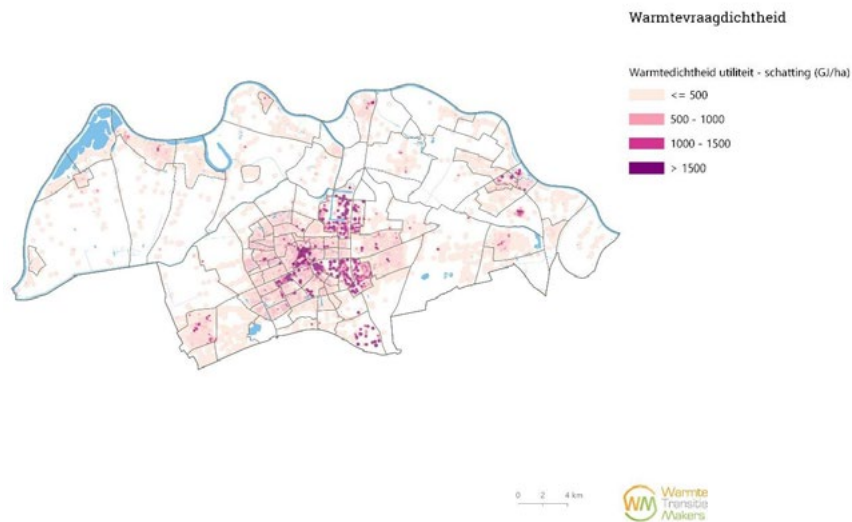 Warmtevraagdichtheid
Warmtedichtheid utiliteit - schatting (GJ/ha)
<= 500
500 - 1000
1000 - 1500
> 1500
0 2 4 km
WM
Warmte
Transitie
Makers